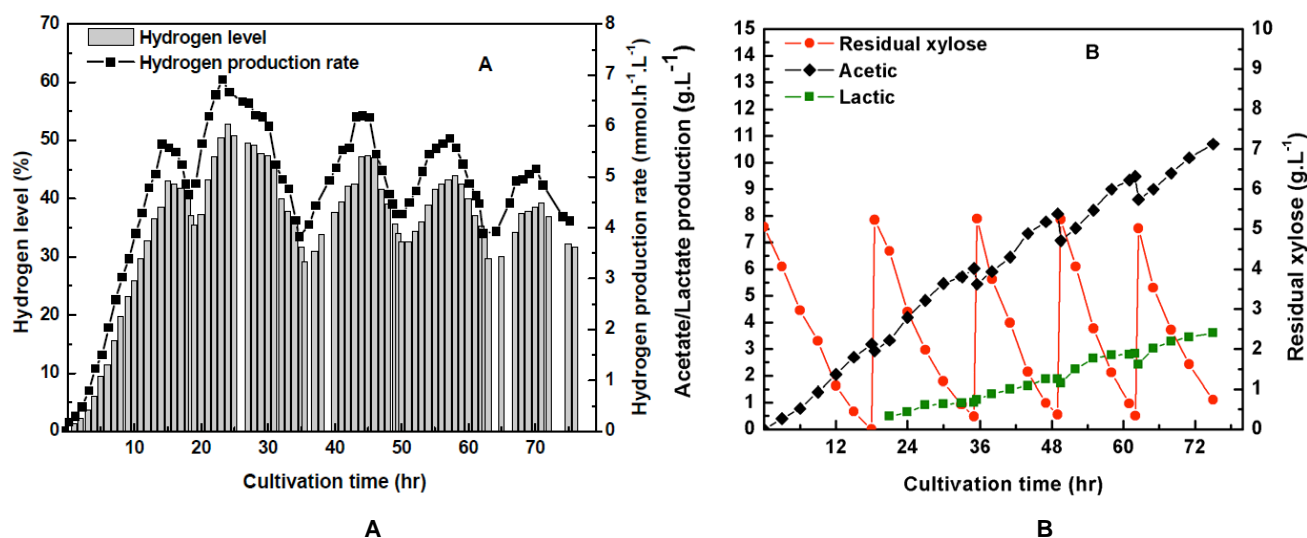 70
60
50
40
30
20
10
0
Hydrogen level (%)
Hydrogen level
Hydrogen production rate
A
8
7
6
5
4
3
2
1
0
Hydrogen production rate (mmol.h⁻¹.L⁻¹)
10 20 30 40 50 60 70
Cultivation time (hr)
A
15
14
13
12
11
10
9
8
7
6
5
4
3
2
1
0
Acetate/Lactate production (g.L⁻¹)
Residual xylose
Acetic
Lactic
B
10
9
8
7
6
5
4
3
2
1
0
Residual xylose (g.L⁻¹)
12 24 36 48 60 72
Cultivation time (hr)
B